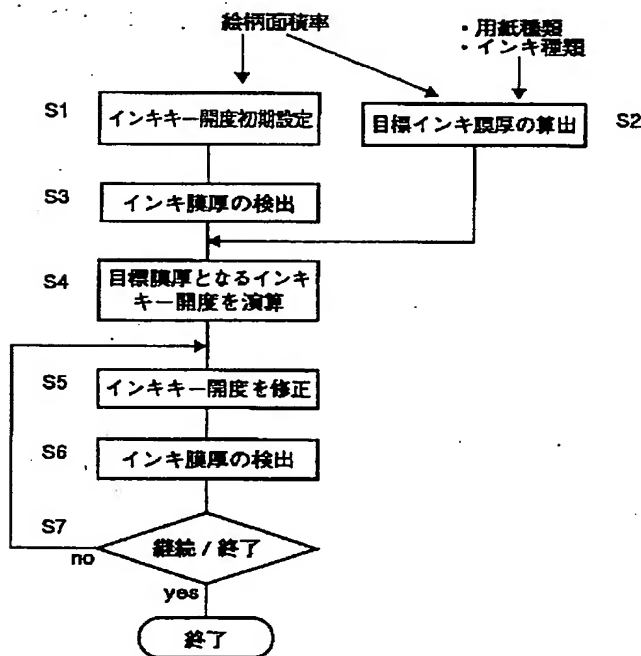 絵柄面積率
・用紙種類
・インキ種類
S1
インキキー開度初期設定
目標インキ膜厚の算出
S2
S3
インキ膜厚の検出
S4
目標膜厚となるインキ
キー開度を演算
S5
インキキー開度を修正
S6
インキ膜厚の検出
S7
継続 / 終了
no
yes
終了